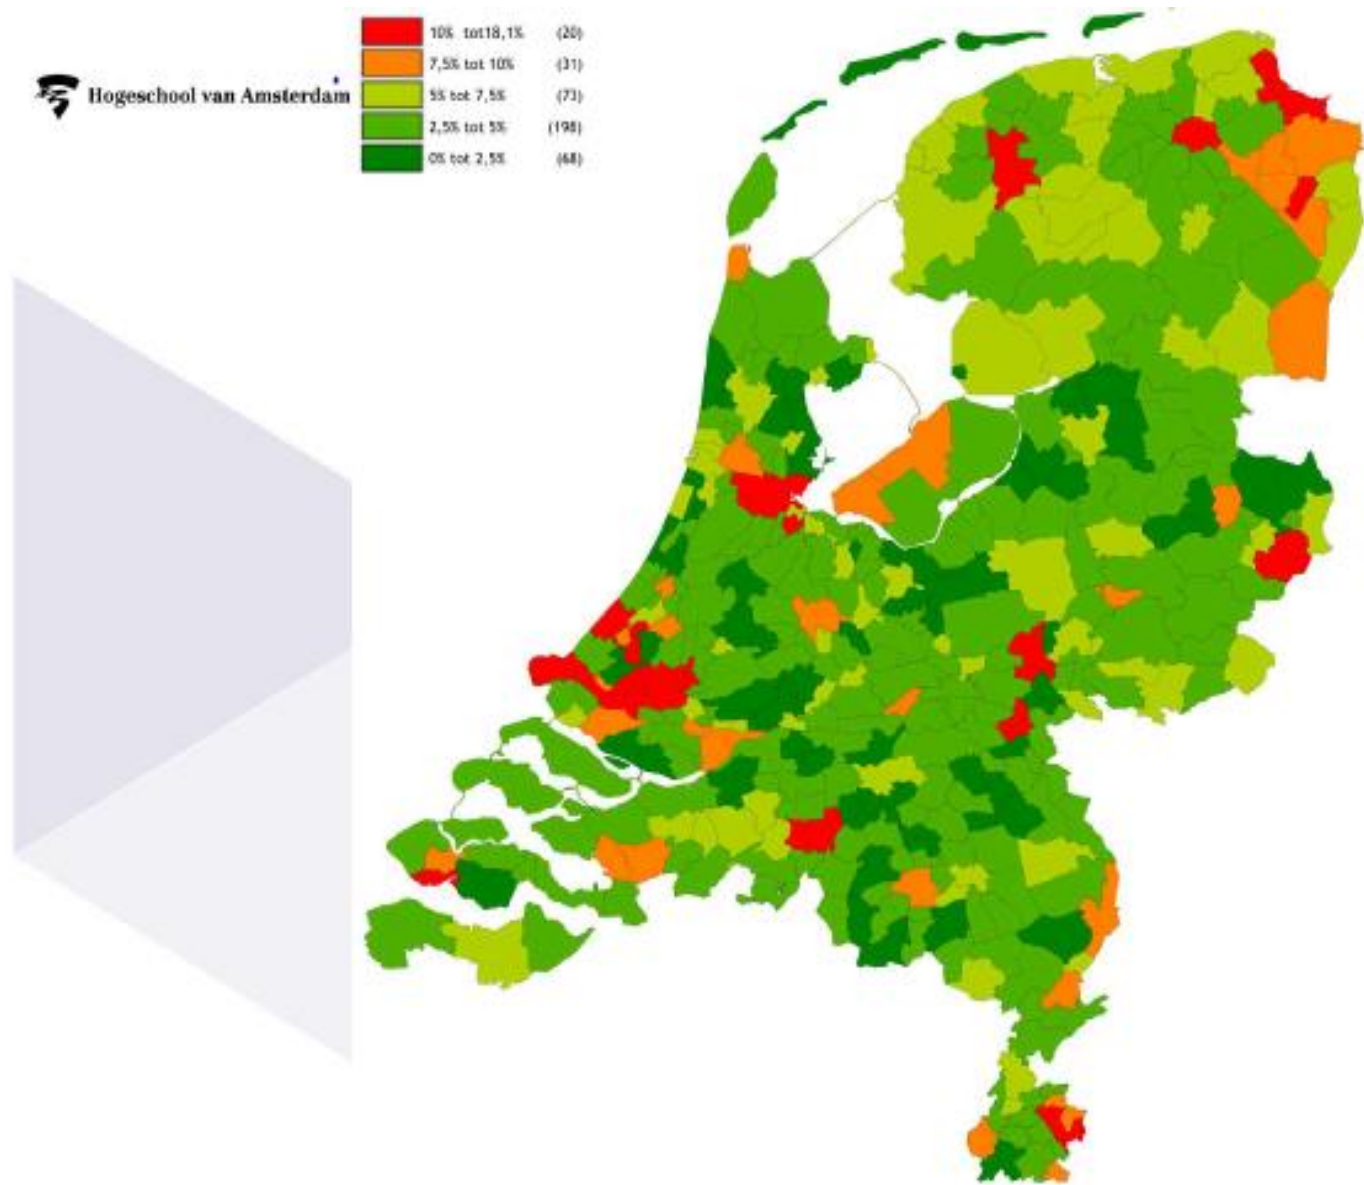 Hogeschool van Amsterdam
10% tot18,1% (20)
7,5% tot 10% (31)
5% tot 7,5% (73)
2,5% tot 5% (198)
0% tot 2,5% (68)